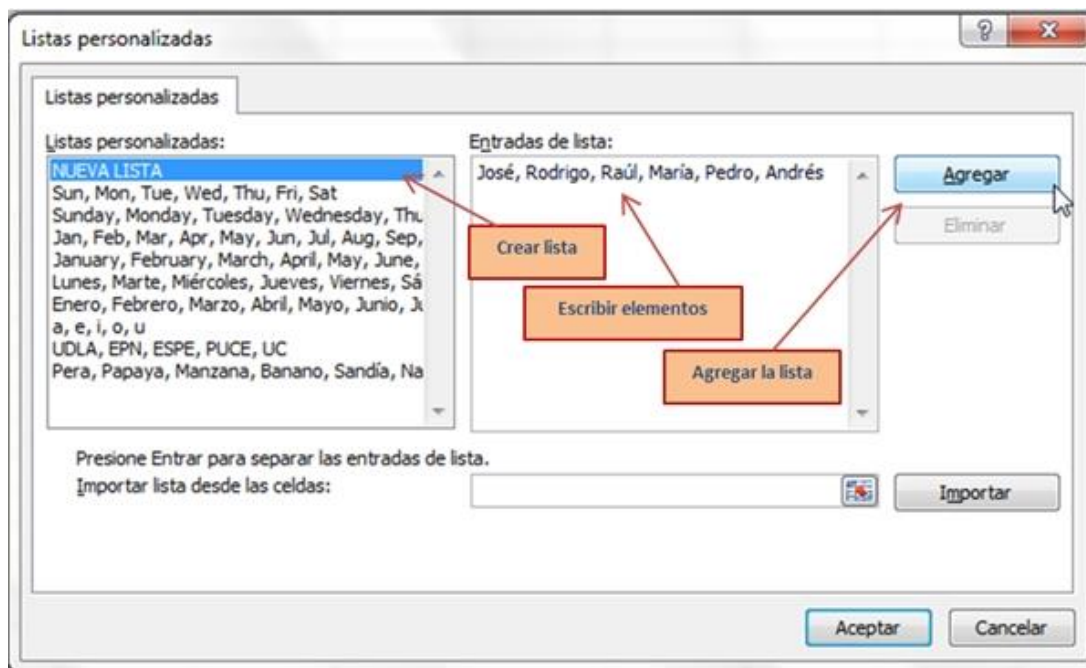 Listas personalizadas
Listas personalizadas
Listas personalizadas:
NUEVA LISTA
Sun, Mon, Tue, Wed, Thu, Fri, Sat
Sunday, Monday, Tuesday, Wednesday, Thu
Jan, Feb, Mar, Apr, May, Jun, Jul, Aug, Sep,
January, February, March, April, May, June,
Lunes, Marte, Miércoles, Jueves, Viernes, Sá
Enero, Febrero, Marzo, Abril, Mayo, Junio, Ju
a, e, i, o, u
UDLA, EPN, ESPE, PUCE, UC
Pera, Papaya, Manzana, Banano, Sandía, Na
Entradas de lista:
José, Rodrigo, Raúl, María, Pedro, Andrés
Agregar
Eliminar
Crear lista
Escribir elementos
Agregar la lista
Presione Entrar para separar las entradas de lista.
Importar lista desde las celdas:
Importar
Aceptar
Cancelar